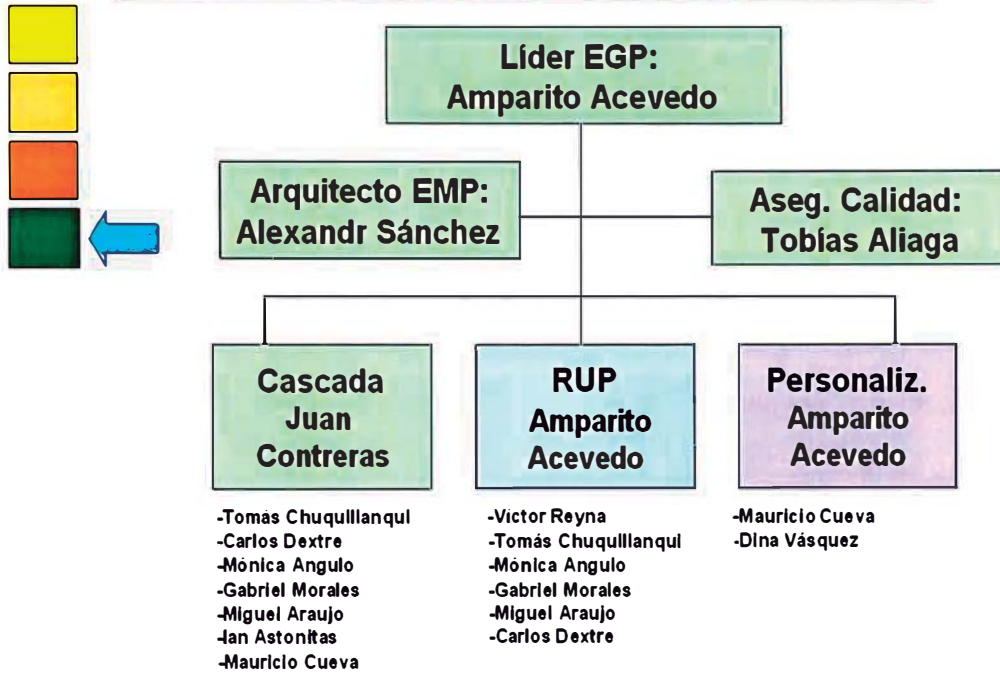 Líder EGP:
Amparito Acevedo
Arquitecto EMP:
Alexandr Sánchez
Aseg. Calidad:
Tobías Aliaga
Cascada
Juan
Contreras
RUP
Amparito
Acevedo
Personaliz.
Amparito
Acevedo
-Tomás Chuquillanqui
-Carlos Dextre
-Mónica Angulo
-Gabriel Morales
-Miguel Araujo
-Ian Astonitas
-Mauricio Cueva
-Víctor Reyna
-Tomás Chuquillanqui
-Mónica Angulo
-Gabriel Morales
-Miguel Araujo
-Carlos Dextre
-Mauricio Cueva
-Dina Vásquez